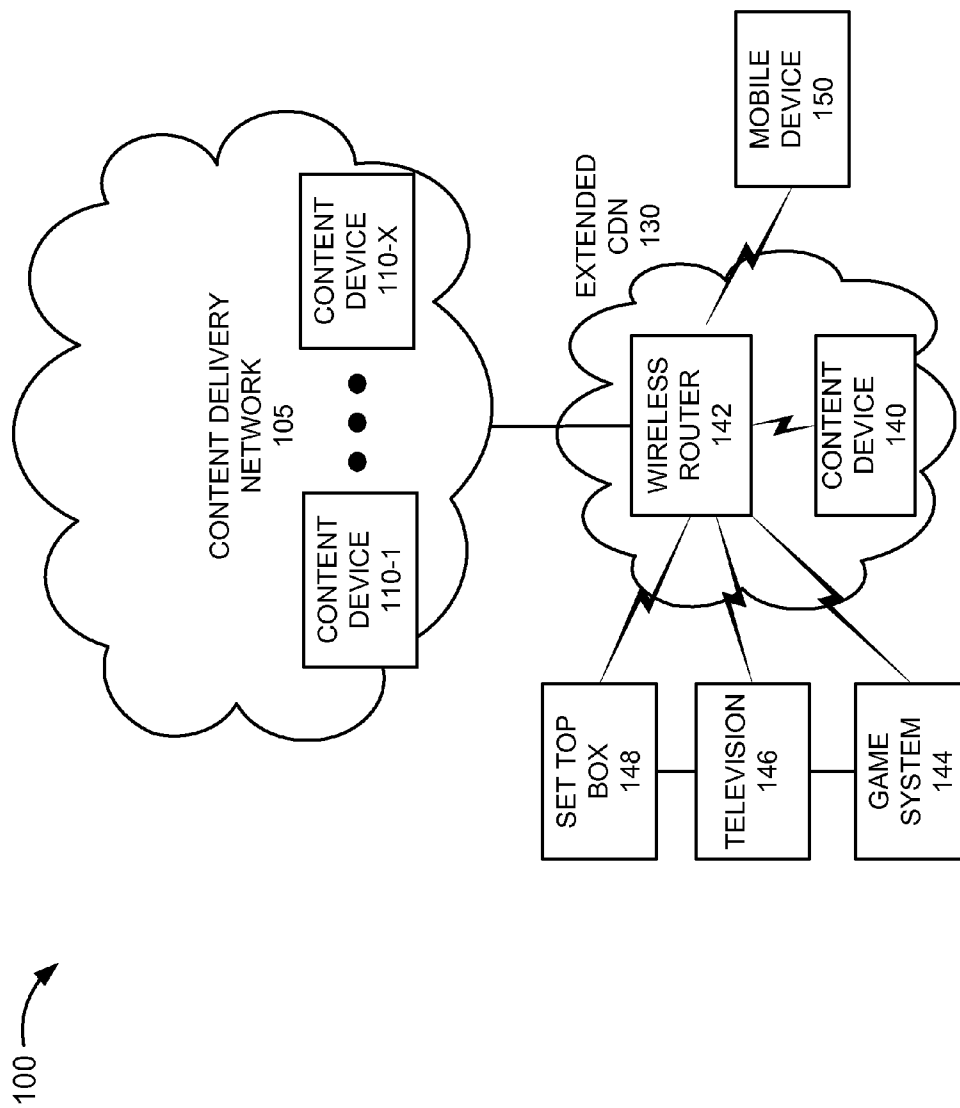 100
CONTENT DELIVERY
NETWORK
105
CONTENT
DEVICE
110-1
CONTENT
DEVICE
110-X
EXTENDED
CDN
130
WIRELESS
ROUTER
142
CONTENT
DEVICE
140
SET TOP
BOX
148
TELEVISION
146
GAME
SYSTEM
144
MOBILE
DEVICE
150